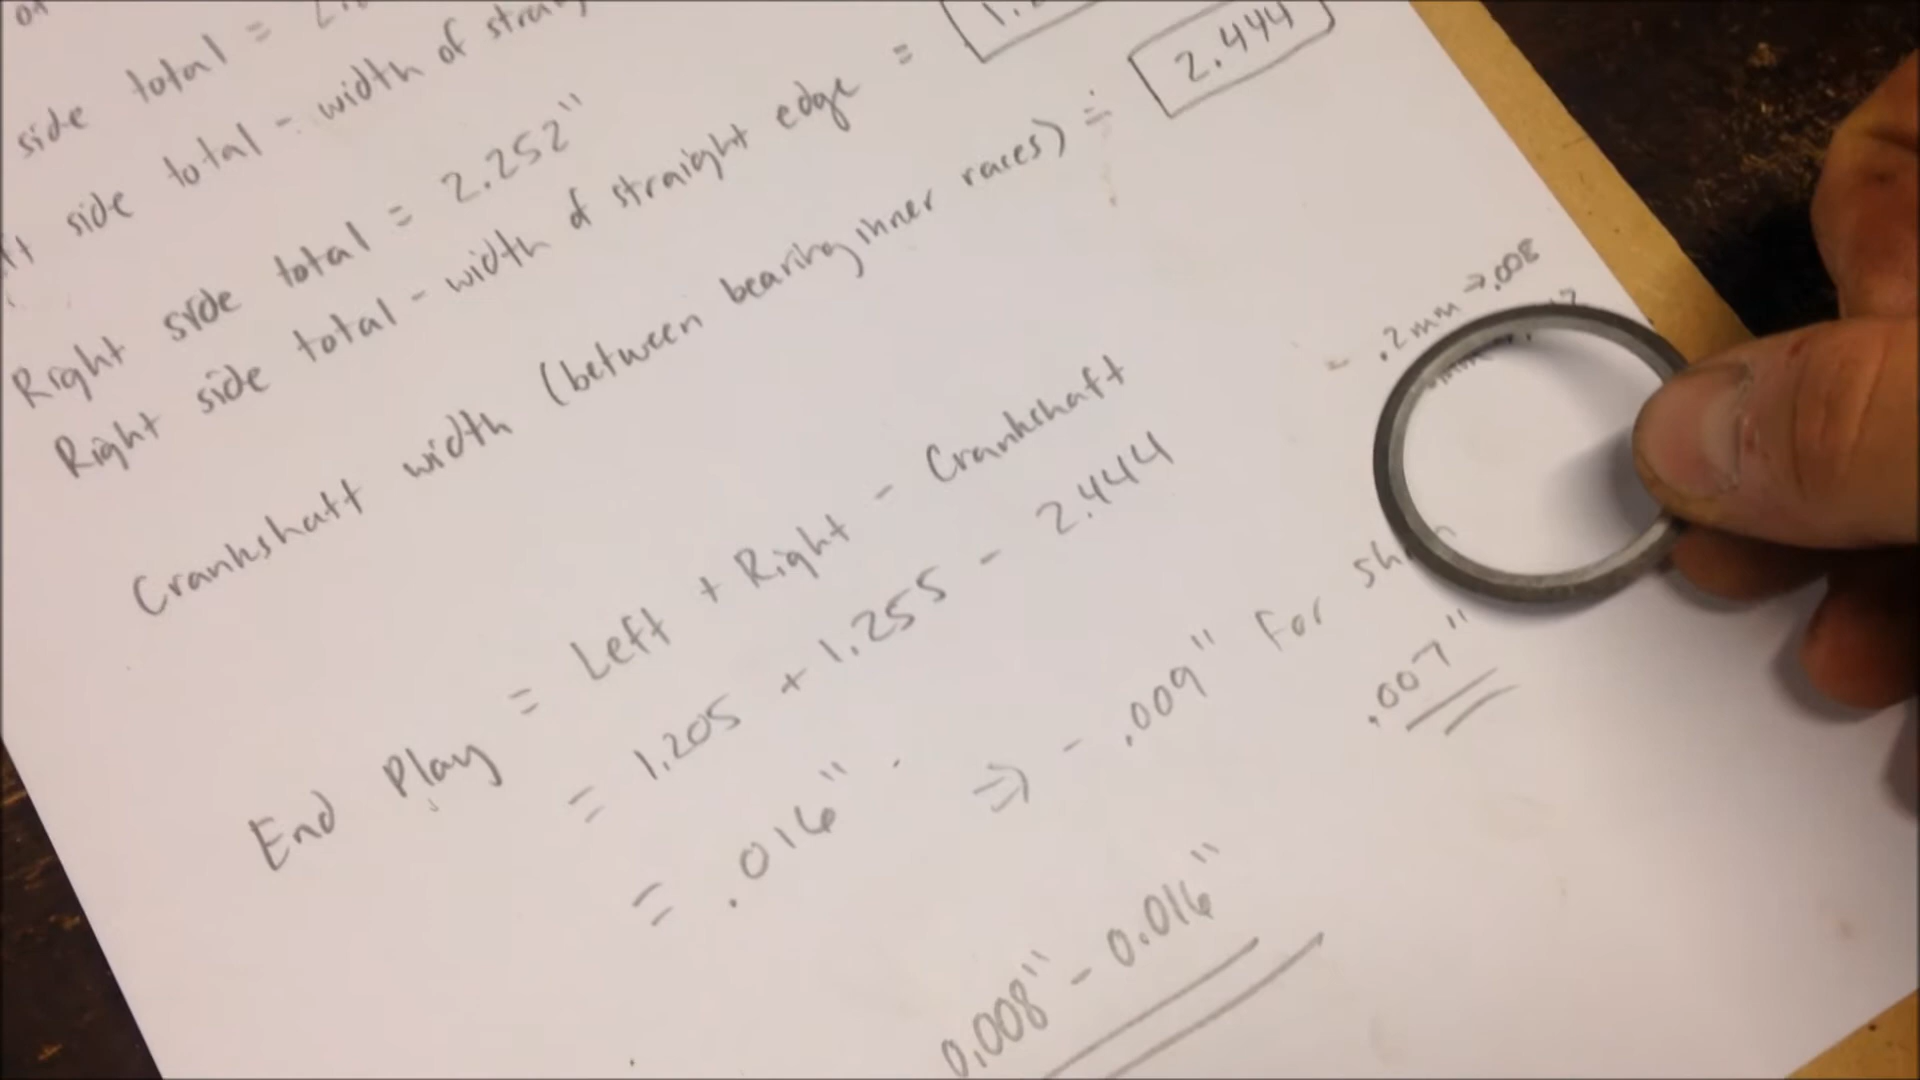 side total = 2.
side total - width of
Right side total = 2.252"
Right side total - width of straight edge = 1.
Crankshaft width (between bearing inner races) = 2.444
.2mm → .008
End Play = Left + Right - Crankshaft
= 1.205 + 1.255 - 2.444
= .016" ⇒ - .009" for
.007"
0.008" - 0.016"